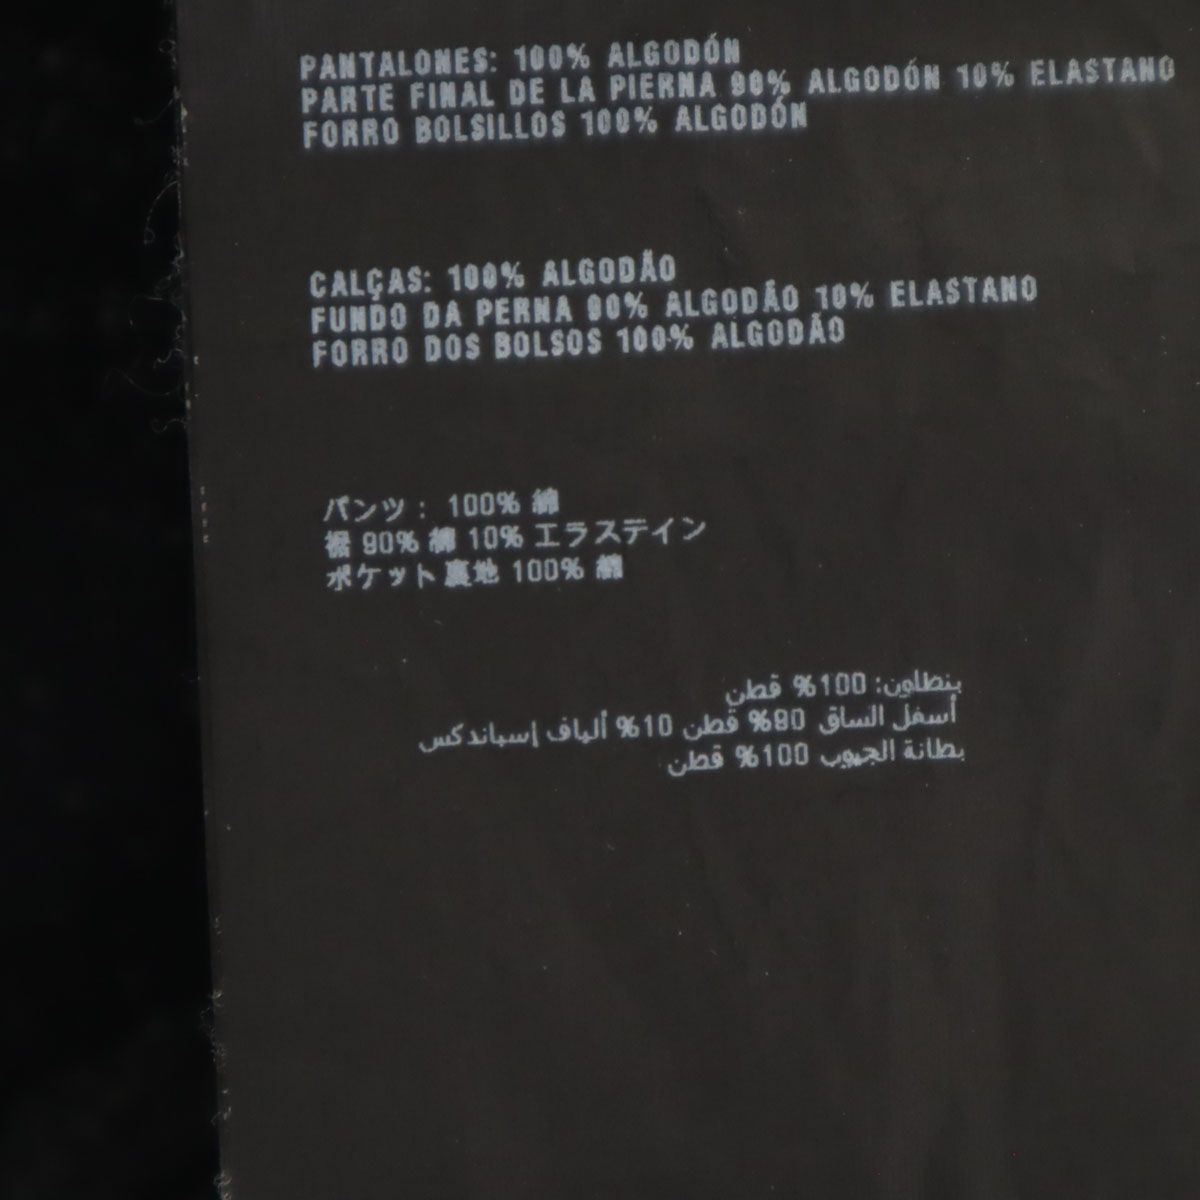 PANTALONES: 100% ALGODÓN
PARTE FINAL DE LA PIERNA 90% ALGODÓN 10% ELASTANO
FORRO BOLSILLOS 100% ALGODÓN
CALÇAS: 100% ALGODÃO
FUNDO DA PERNA 90% ALGODÃO 10% ELASTANO
FORRO DOS BOLSOS 100% ALGODÃO
パンツ： 100% 綿
裾 90% 綿 10% エラステイン
ポケット裏地 100% 綿
بنطلون: 100% قطن
أسفل الساق 90% قطن 10% ألياف إسباندكس
بطانة الجيوب 100% قطن